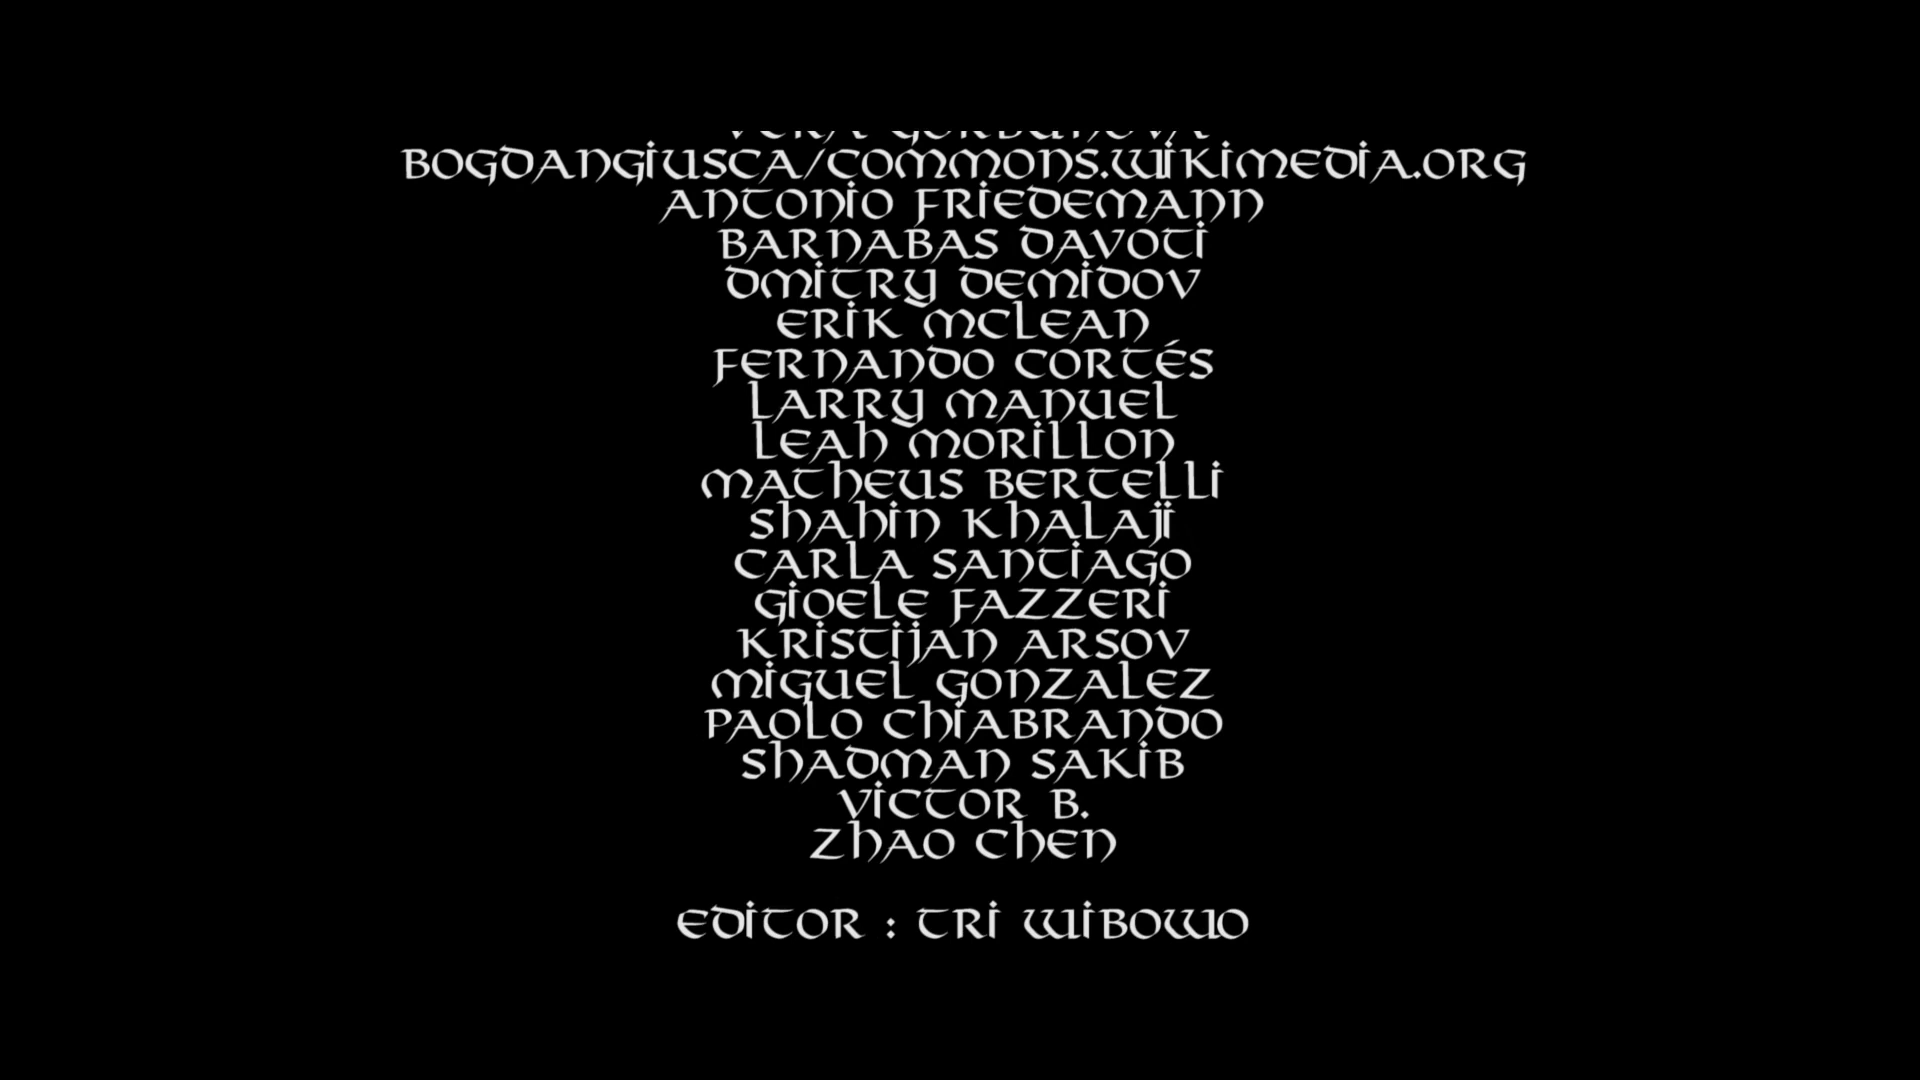 VERA GORBUNOVA
BOGDANGIUSCA/COMMONS.WIKIMEDIA.ORG
ANTONIO FRIEDEMANN
BARNABAS DAVOTI
DMITRY DEMIDOV
ERIK MCLEAN
FERNANDO CORTÉS
LARRY MANUEL
LEAH MORILLON
MATHEUS BERTELLI
SHAHIN KHALAJI
CARLA SANTIAGO
GIOELE FAZZERI
KRISTIJAN ARSOV
MIGUEL GONZALEZ
PAOLO CHIABRANDO
SHADMAN SAKIB
VICTOR B.
ZHAO CHEN
EDITOR : TRI WIBOWO